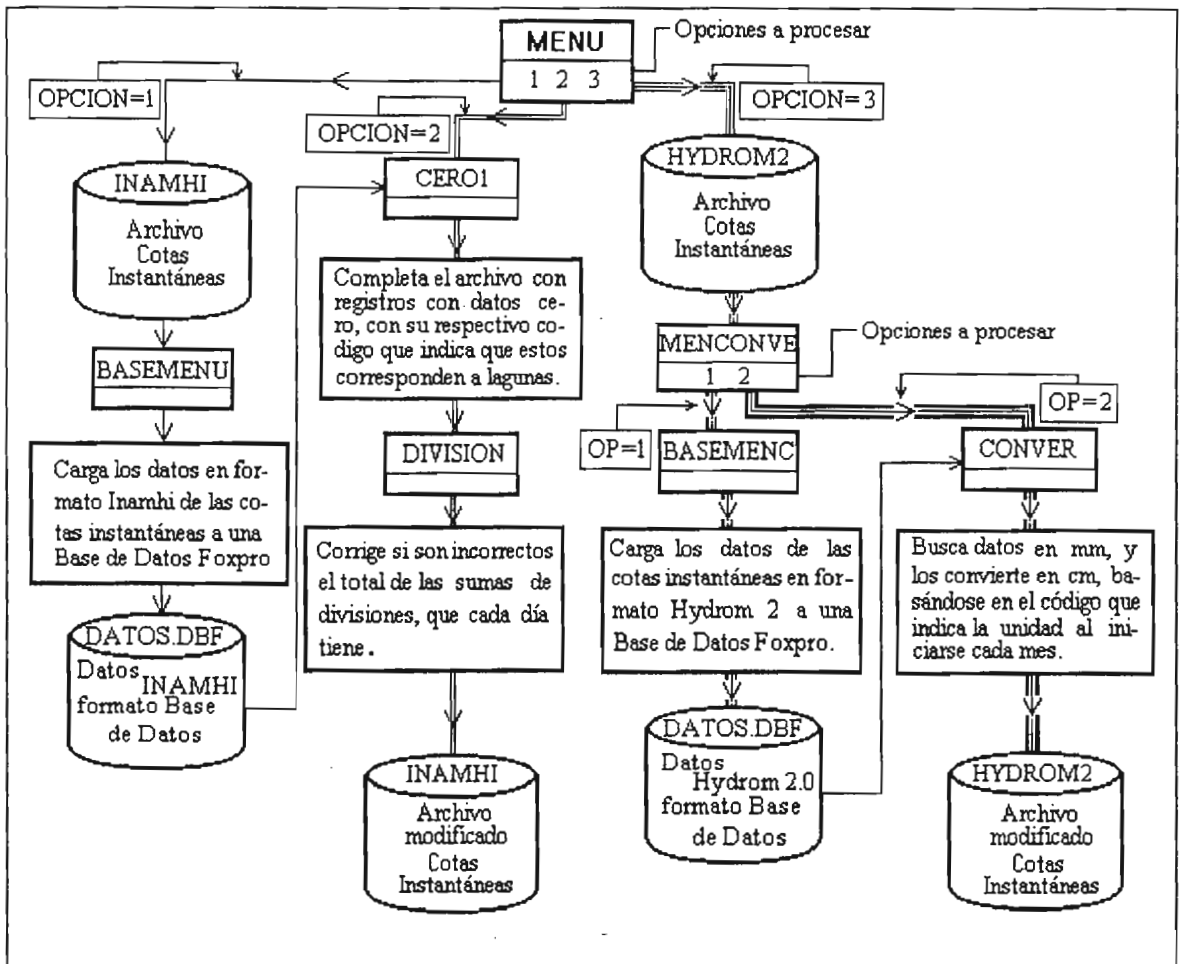 MENU
1 2 3
Opciones a procesar
OPCION=1
OPCION=2
OPCION=3
INAMHI
Archivo
Cotas
Instantáneas
BASEMENU
Carga los datos en for-
mato Inamhi de las co-
tas instantáneas a una
Base de Datos Foxpro
DATOS.DBF
Datos
INAMHI
formato Base
de Datos
CERO1
Completa el archivo con
registros con datos ce-
ro, con su respectivo co-
digo que indica que estos
corresponden a lagunas.
DIVISION
Corrige si son incorrectos
el total de las sumas de
divisiones, que cada día
tiene.
INAMHI
Archivo
modificado
Cotas
Instantáneas
HYDROM2
Archivo
Cotas
Instantáneas
MENCONVE
1 2
Opciones a procesar
OP=1
OP=2
BASEMENC
Carga los datos de las
cotas instantáneas en for-
mato Hydrom 2 a una
Base de Datos Foxpro.
DATOS.DBF
Datos
Hydrom 2.0
formato Base
de Datos
CONVER
Busca datos en mm, y
los convierte en cm, ba-
sándose en el código que
indica la unidad al ini-
ciarse cada mes.
HYDROM2
Archivo
modificado
Cotas
Instantáneas